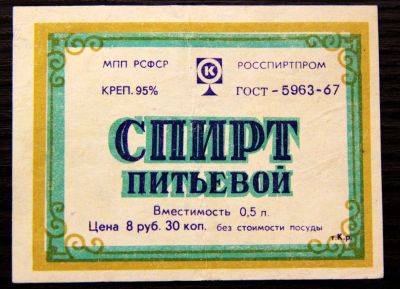 МПП РСФСР К РОССПИРТПРОМ
КРЕП. 95% ГОСТ-5963-67
СПИРТ
ПИТЬЕВОЙ
Вместимость 0,5 л.
Цена 8 руб. 30 коп. без стоимости посуды
т.К.р.